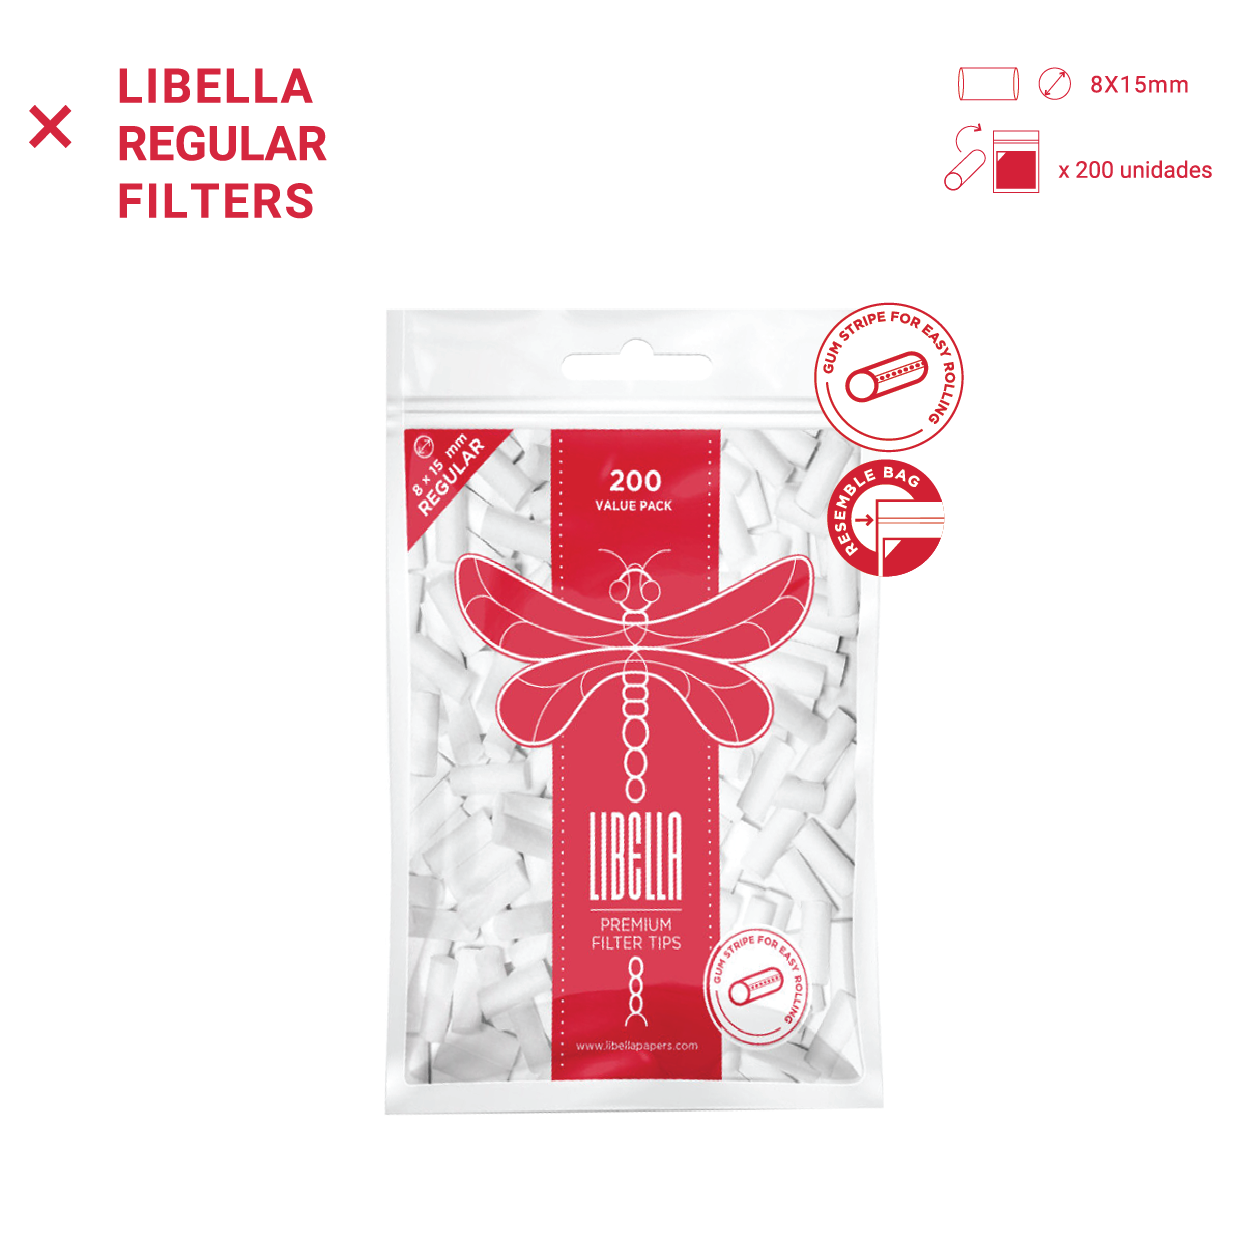 LIBELLA
REGULAR
FILTERS
8X15mm
x 200 unidades
GUM STRIPE FOR EASY ROLLING
RESEMBLE BAG
8 x 15 mm
REGULAR
200
VALUE PACK
LIBELLA
PREMIUM
FILTER TIPS
GUM STRIPE FOR EASY ROLLING
www.libellapapers.com